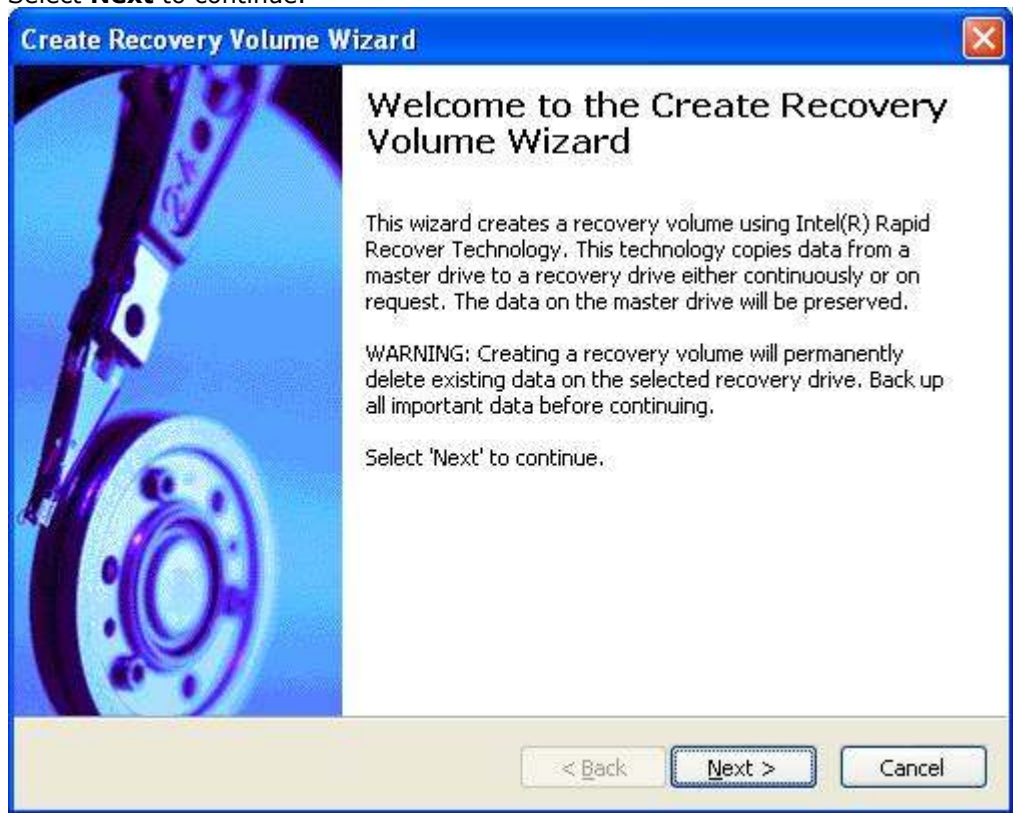 Select Next to continue.
Create Recovery Volume Wizard
Welcome to the Create Recovery
Volume Wizard
This wizard creates a recovery volume using Intel(R) Rapid
Recover Technology. This technology copies data from a
master drive to a recovery drive either continuously or on
request. The data on the master drive will be preserved.
WARNING: Creating a recovery volume will permanently
delete existing data on the selected recovery drive. Back up
all important data before continuing.
Select 'Next' to continue.
< Back
Next >
Cancel